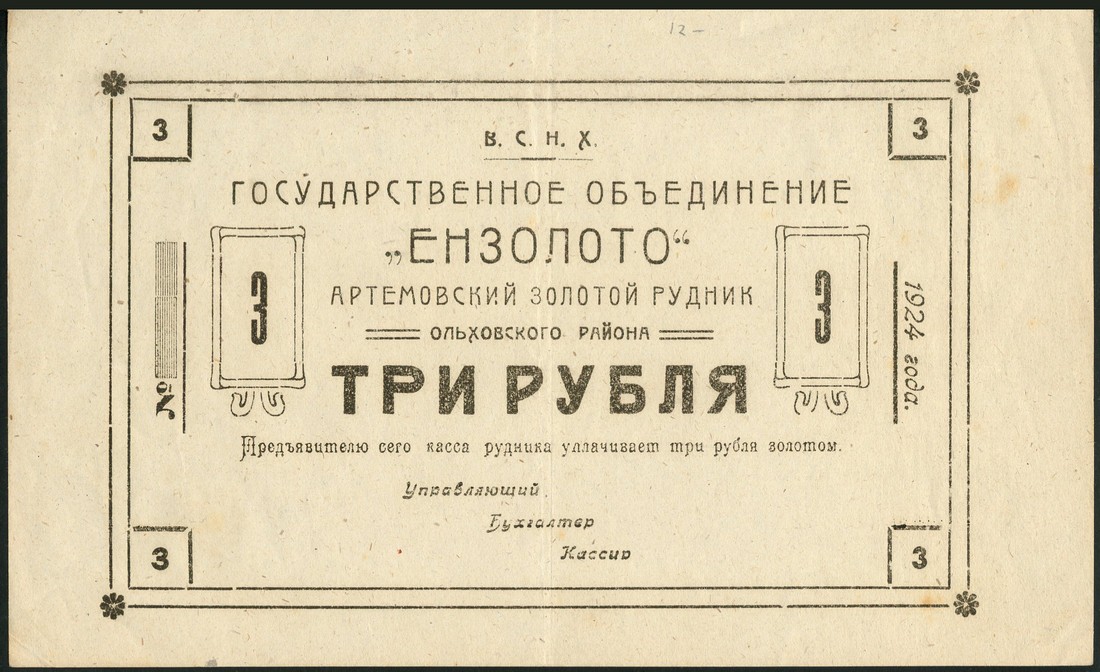 12 -
3
3
В. С. Н. Х.
ГОСУДАРСТВЕННОЕ ОБЪЕДИНЕНИЕ
„ЕНЗОЛОТО“
АРТЕМОВСКИЙ ЗОЛОТОЙ РУДНИК
ОЛЬХОВСКОГО РАЙОНА
3
3
№
1924 года.
ТРИ РУБЛЯ
Предъявителю сего касса рудника уплачивает три рубля золотом.
Управляющий
Бухгалтер
Кассир
3
3